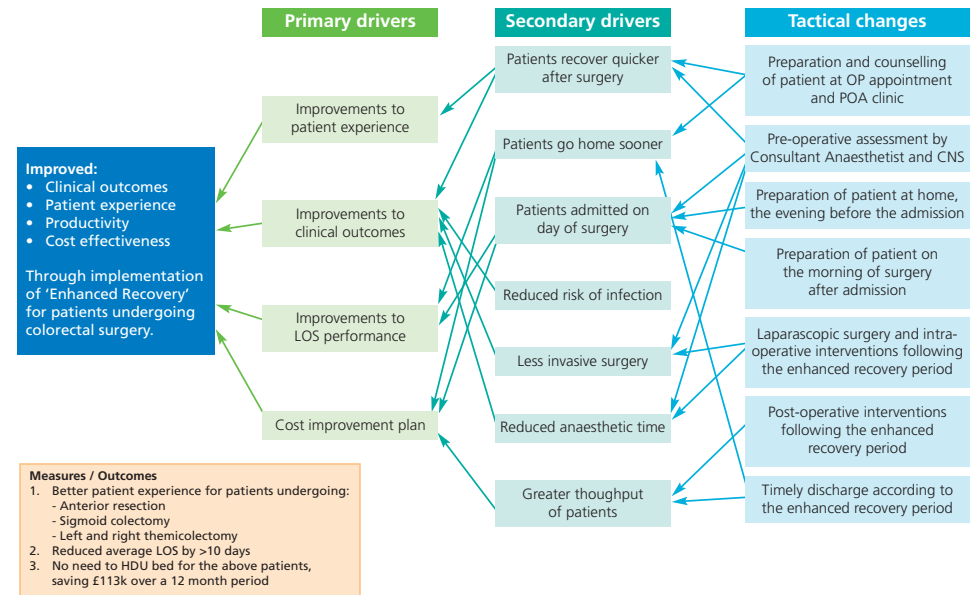 Primary drivers
Secondary drivers
Tactical changes
Improved:
• Clinical outcomes
• Patient experience
• Productivity
• Cost effectiveness
Through implementation
of ‘Enhanced Recovery’
for patients undergoing
colorectal surgery.
Improvements to
patient experience
Improvements to
clinical outcomes
Improvements to
LOS performance
Cost improvement plan
Patients recover quicker
after surgery
Patients go home sooner
Patients admitted on
day of surgery
Reduced risk of infection
Less invasive surgery
Reduced anaesthetic time
Greater thoughput
of patients
Preparation and counselling
of patient at OP appointment
and POA clinic
Pre-operative assessment by
Consultant Anaesthetist and CNS
Preparation of patient at home,
the evening before the admission
Preparation of patient on
the morning of surgery
after admission
Laparascopic surgery and intra-
operative interventions following
the enhanced recovery period
Post-operative interventions
following the enhanced
recovery period
Timely discharge according to
the enhanced recovery period
Measures / Outcomes
1. Better patient experience for patients undergoing:
- Anterior resection
- Sigmoid colectomy
- Left and right themicolectomy
2. Reduced average LOS by >10 days
3. No need to HDU bed for the above patients,
saving £113k over a 12 month period